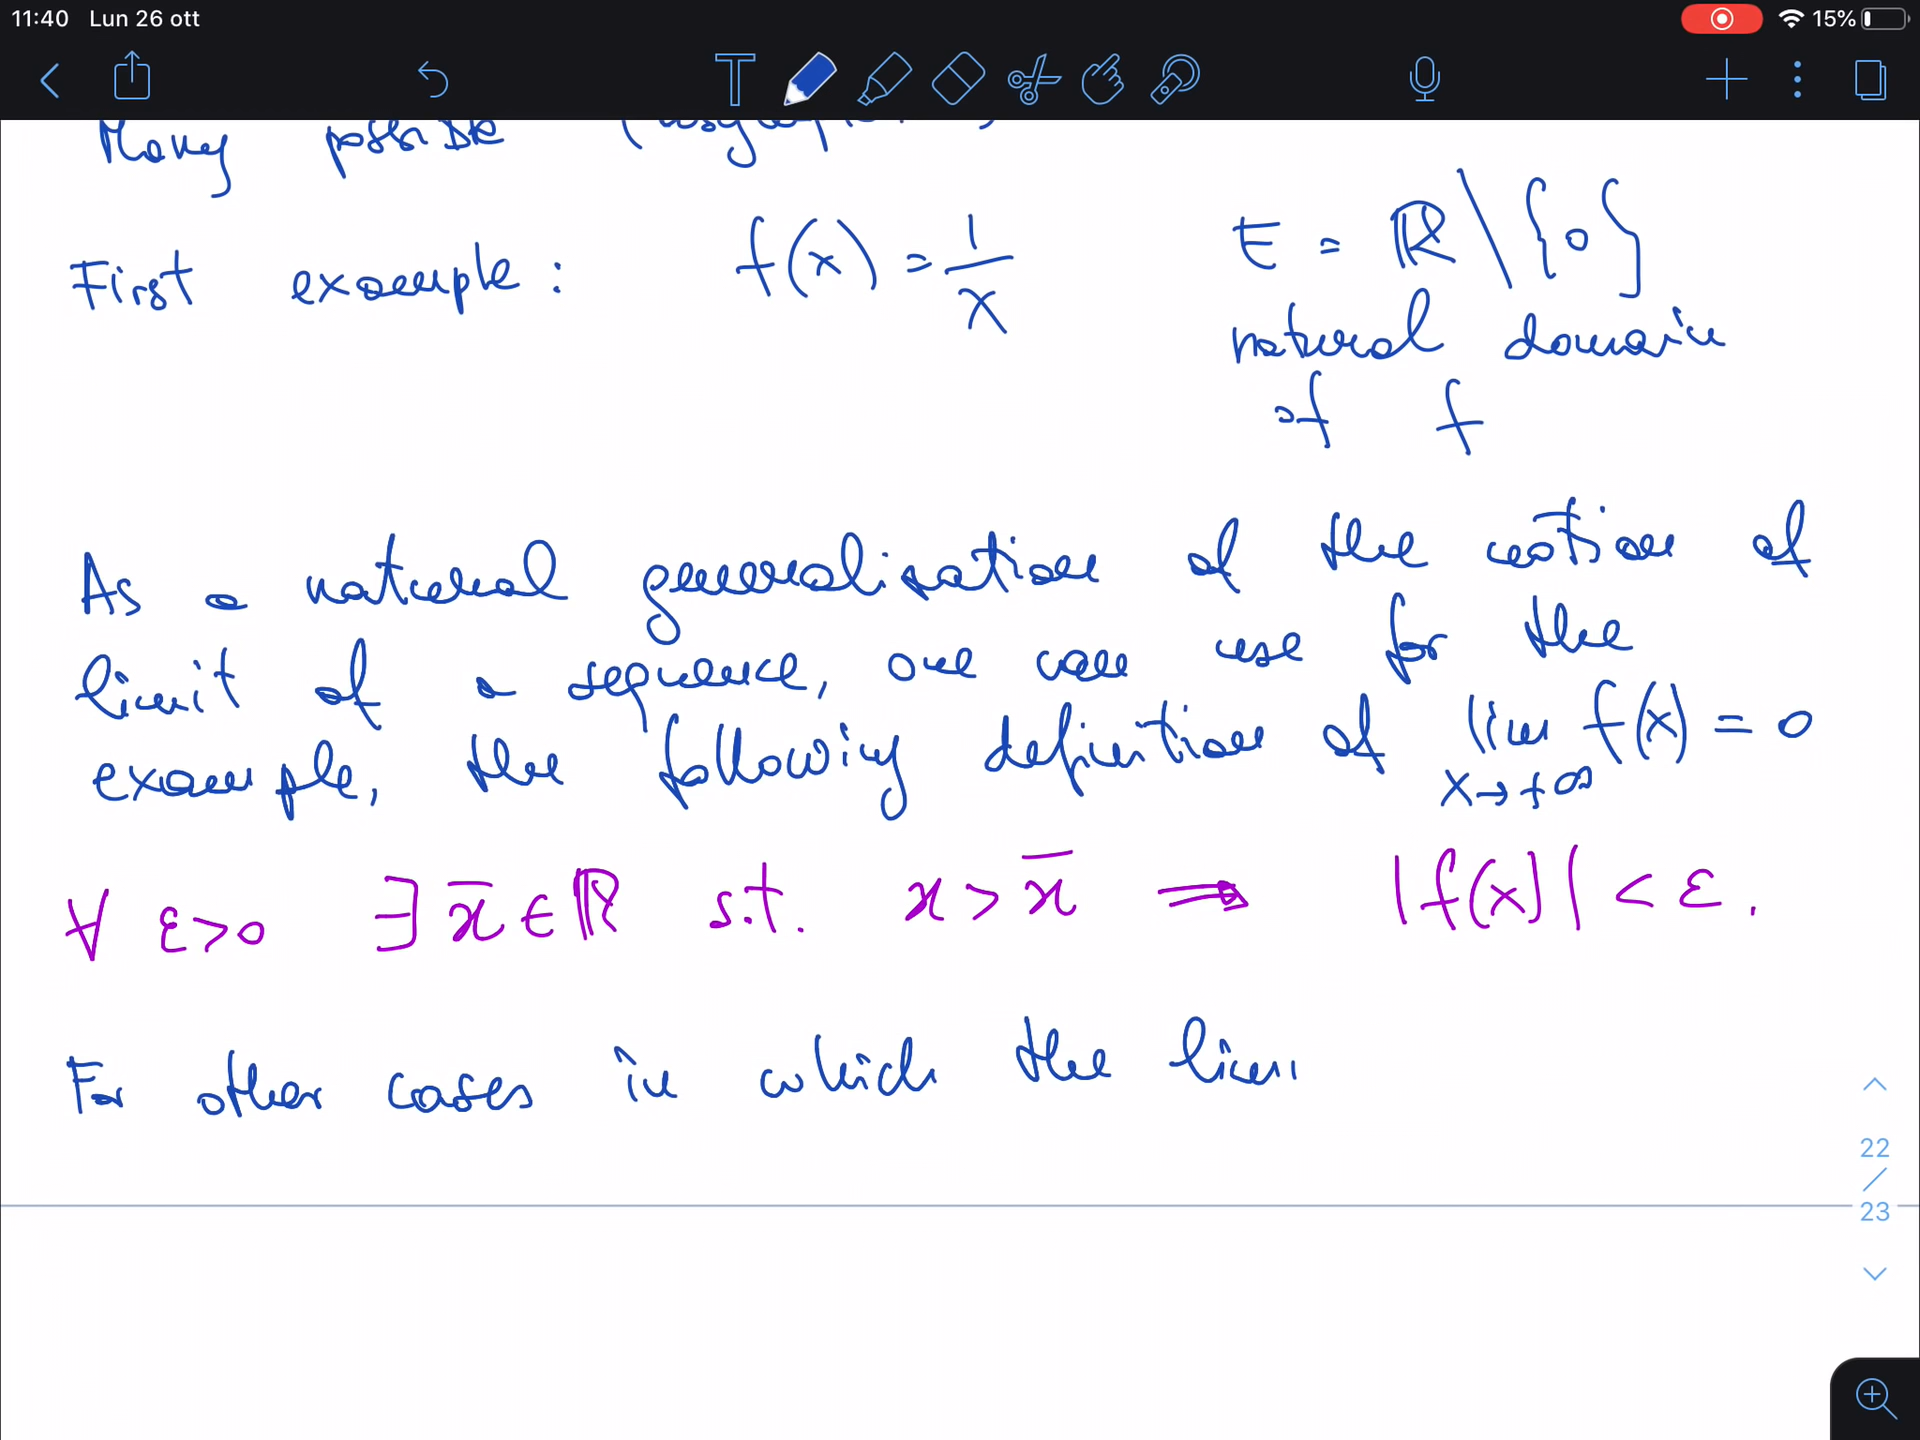 11:40 Lun 26 ott 15%
Many possible
First example: f(x) = 1/x E = ℝ \ {0}
natural domain
of f
As a natural generalization of the notion of
limit of a sequence, one can use for the
example, the following definition of lim f(x) = 0
x→+∞
∀ ε>0 ∃ x̄ ∈ ℝ s.t. x > x̄ ⟹ |f(x)| < ε.
For other cases in which the lim
22
/
23